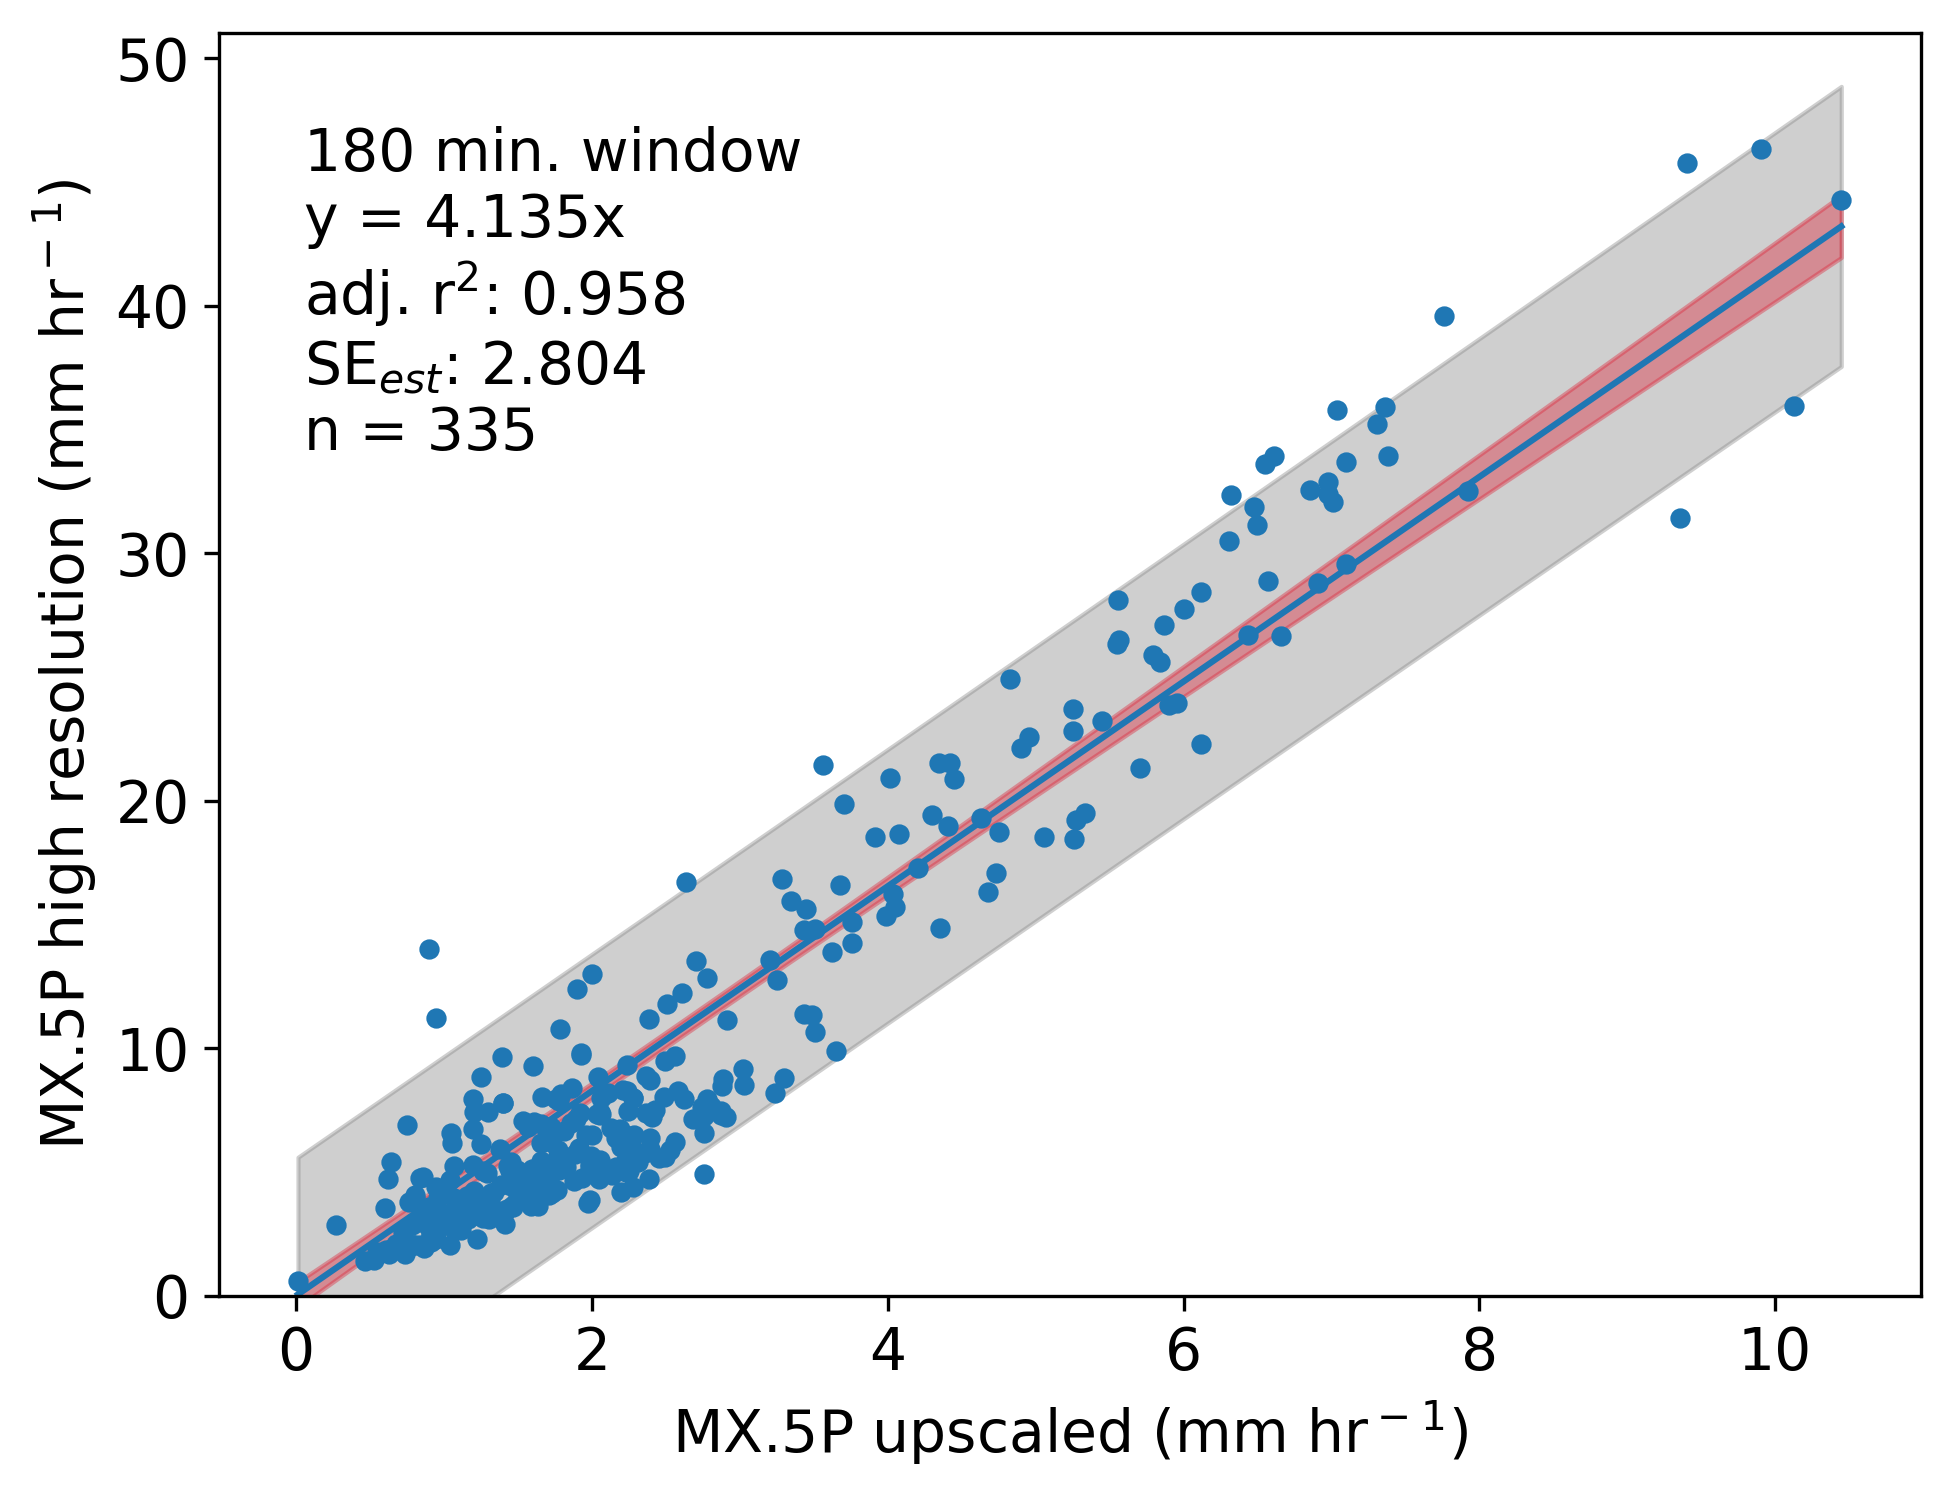 180 min. window
y = 4.135x
adj. r²: 0.958
SE_est: 2.804
n = 335
50
40
30
20
10
0
MX.5P high resolution (mm hr⁻¹)
0 2 4 6 8 10
MX.5P upscaled (mm hr⁻¹)